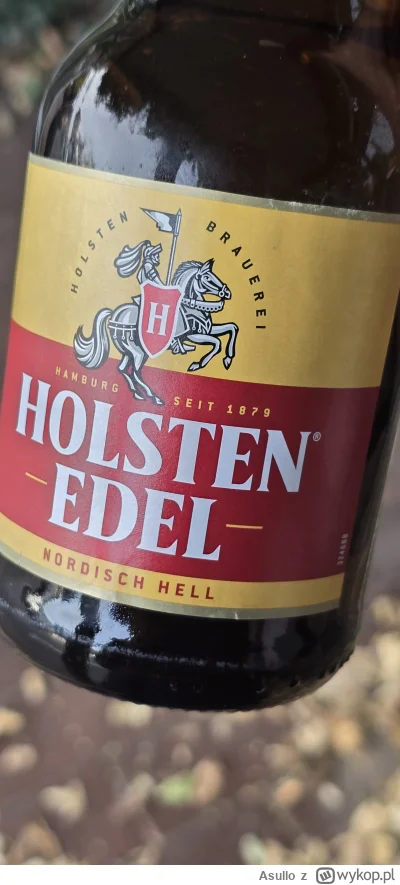 HOLSTEN BRAUEREI
H
HAMBURG SEIT 1879
HOLSTEN®
EDEL
NORDISCH HELL
Asullo z wykop.pl